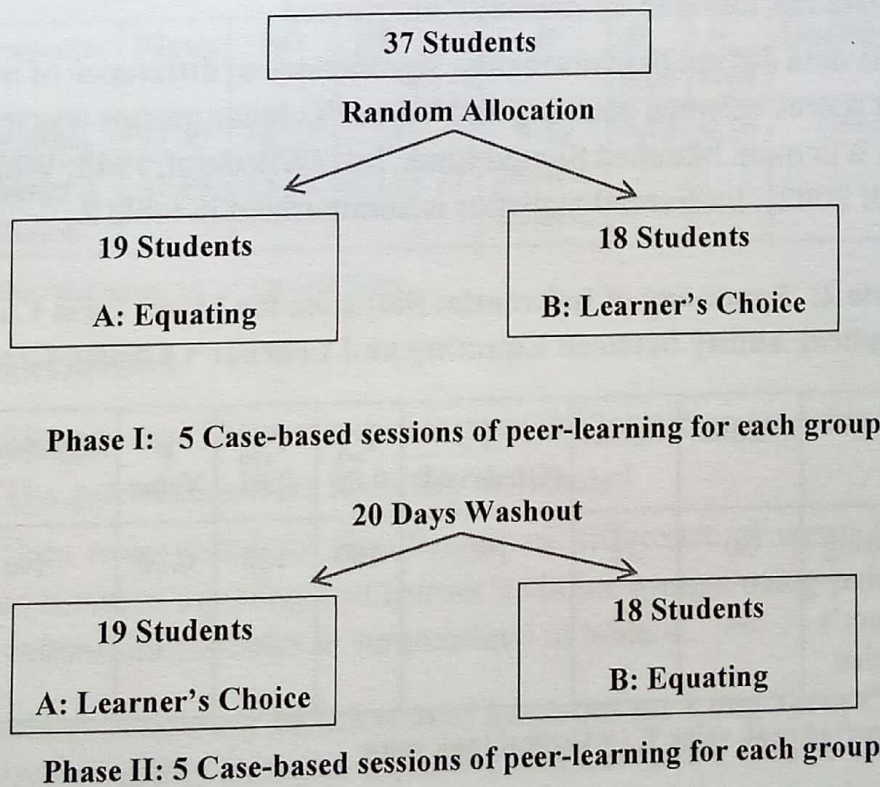 37 Students
Random Allocation
19 Students
18 Students
A: Equating
B: Learner's Choice
Phase I: 5 Case-based sessions of peer-learning for each group
20 Days Washout
19 Students
18 Students
A: Learner's Choice
B: Equating
Phase II: 5 Case-based sessions of peer-learning for each group